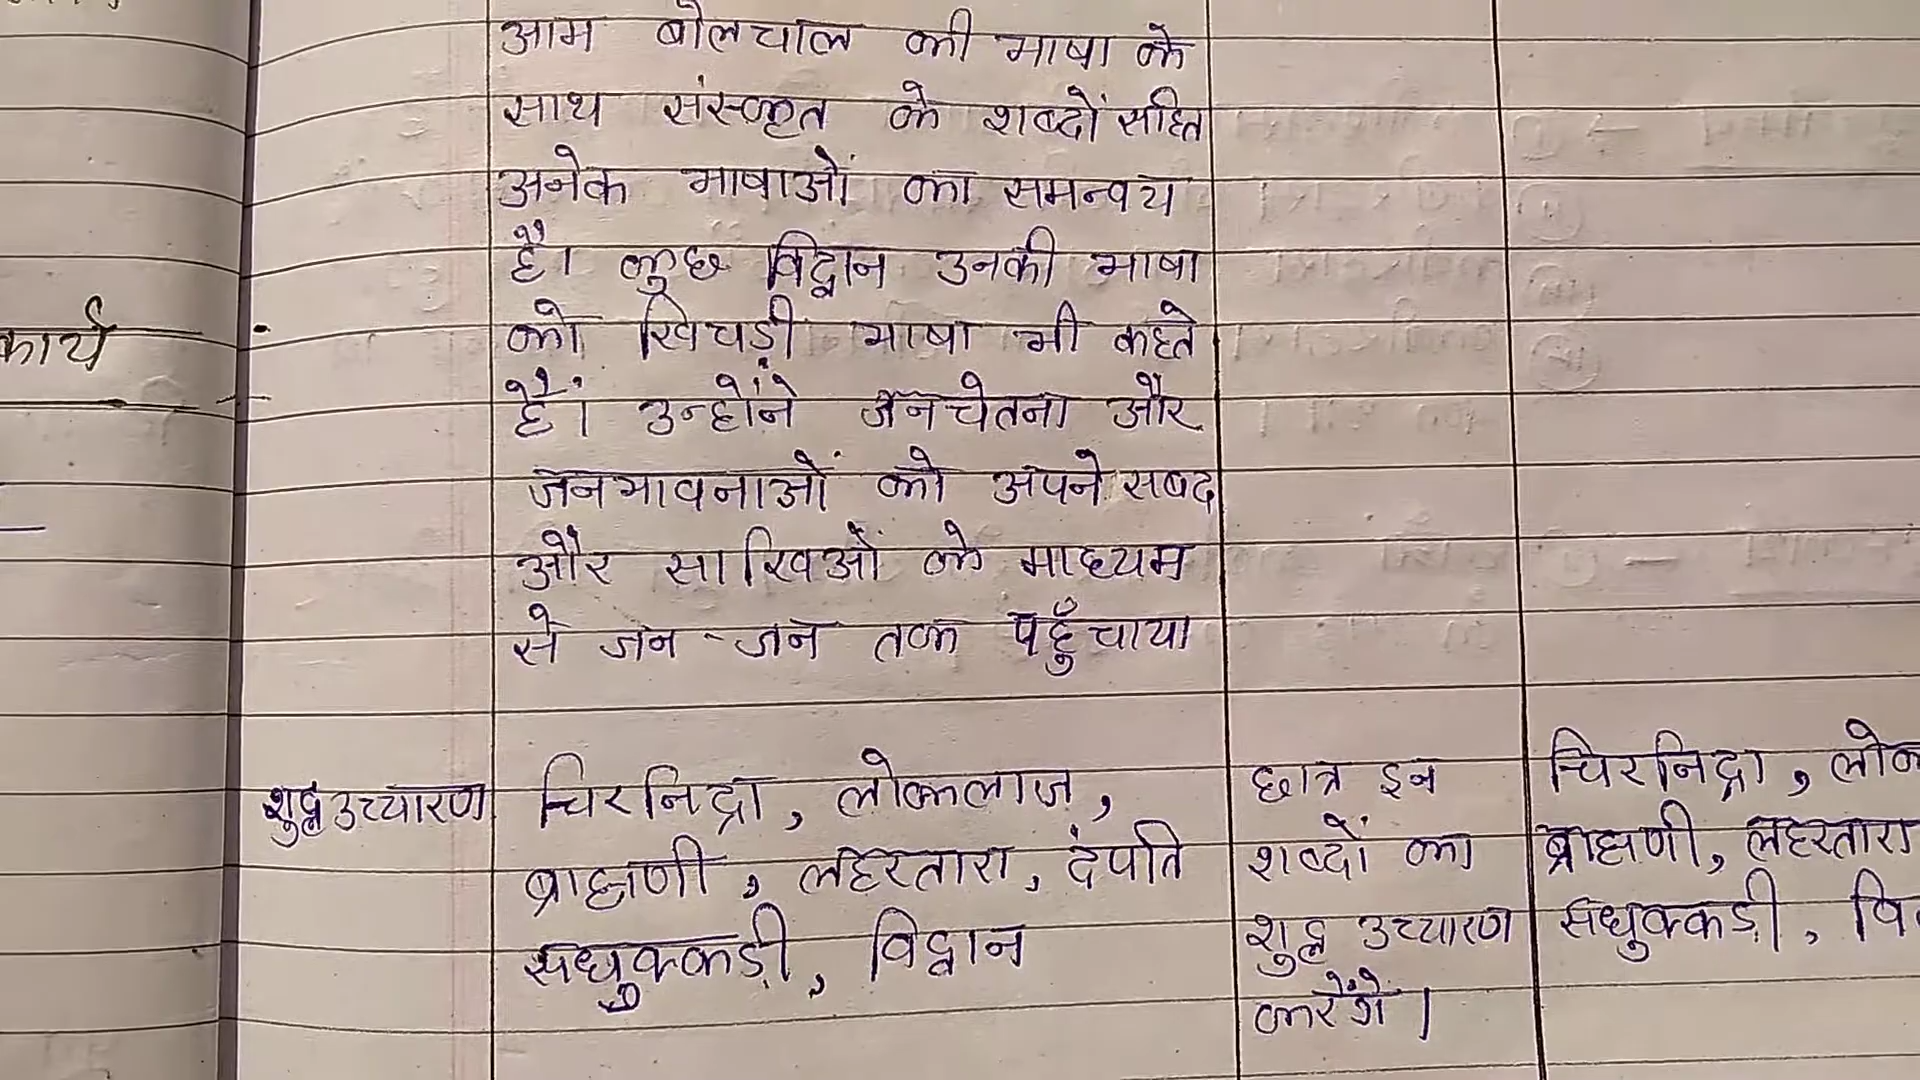 आम बोलचाल की भाषा के
साथ संस्कृत के शब्दों सहित
अनेक भाषाओं का समन्वय
है। कुछ विद्वान उनकी भाषा
को खिचड़ी भाषा भी कहते
हैं। उन्होंने जनचेतना और
जनभावनाओं को अपने सबद
और साखिओं के माध्यम
से जन-जन तक पहुँचाया
कार्य
शुद्ध उच्चारण
चिरनिद्रा, लोकलाज,
ब्राह्मणी, लहरतारा, दंपति
सधुक्कड़ी, विद्वान
छात्र इन
शब्दों का
शुद्ध उच्चारण
करेंगे।
चिरनिद्रा,
ब्राह्मणी, लहरतारा
सधुक्कड़ी,